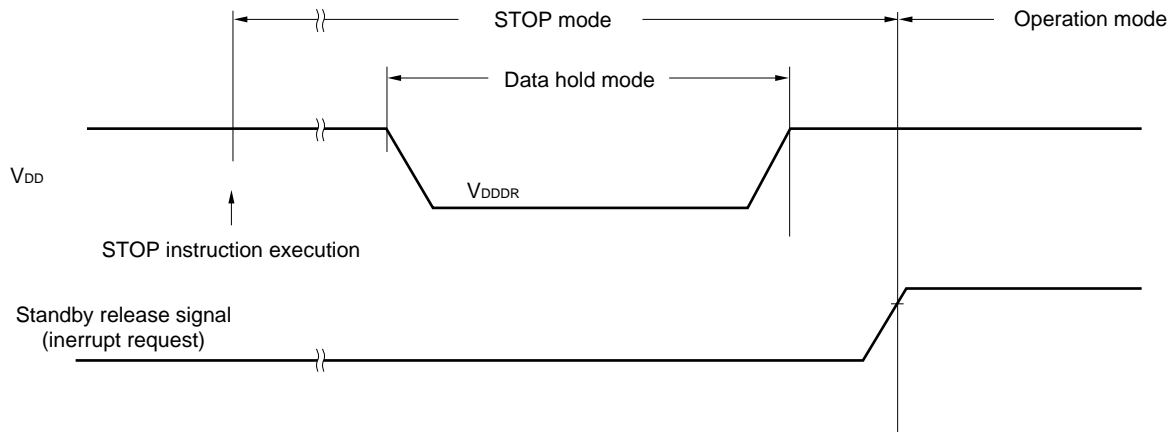 STOP mode
Operation mode
Data hold mode
VDD
VDDDR
STOP instruction execution
Standby release signal
(inerrupt request)